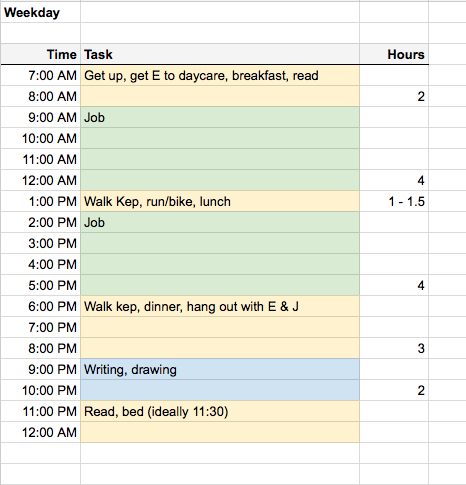 Weekday
Time Task Hours
7:00 AM Get up, get E to daycare, breakfast, read
8:00 AM 2
9:00 AM Job
10:00 AM
11:00 AM
12:00 AM 4
1:00 PM Walk Kep, run/bike, lunch 1 - 1.5
2:00 PM Job
3:00 PM
4:00 PM
5:00 PM 4
6:00 PM Walk kep, dinner, hang out with E & J
7:00 PM
8:00 PM 3
9:00 PM Writing, drawing
10:00 PM 2
11:00 PM Read, bed (ideally 11:30)
12:00 AM